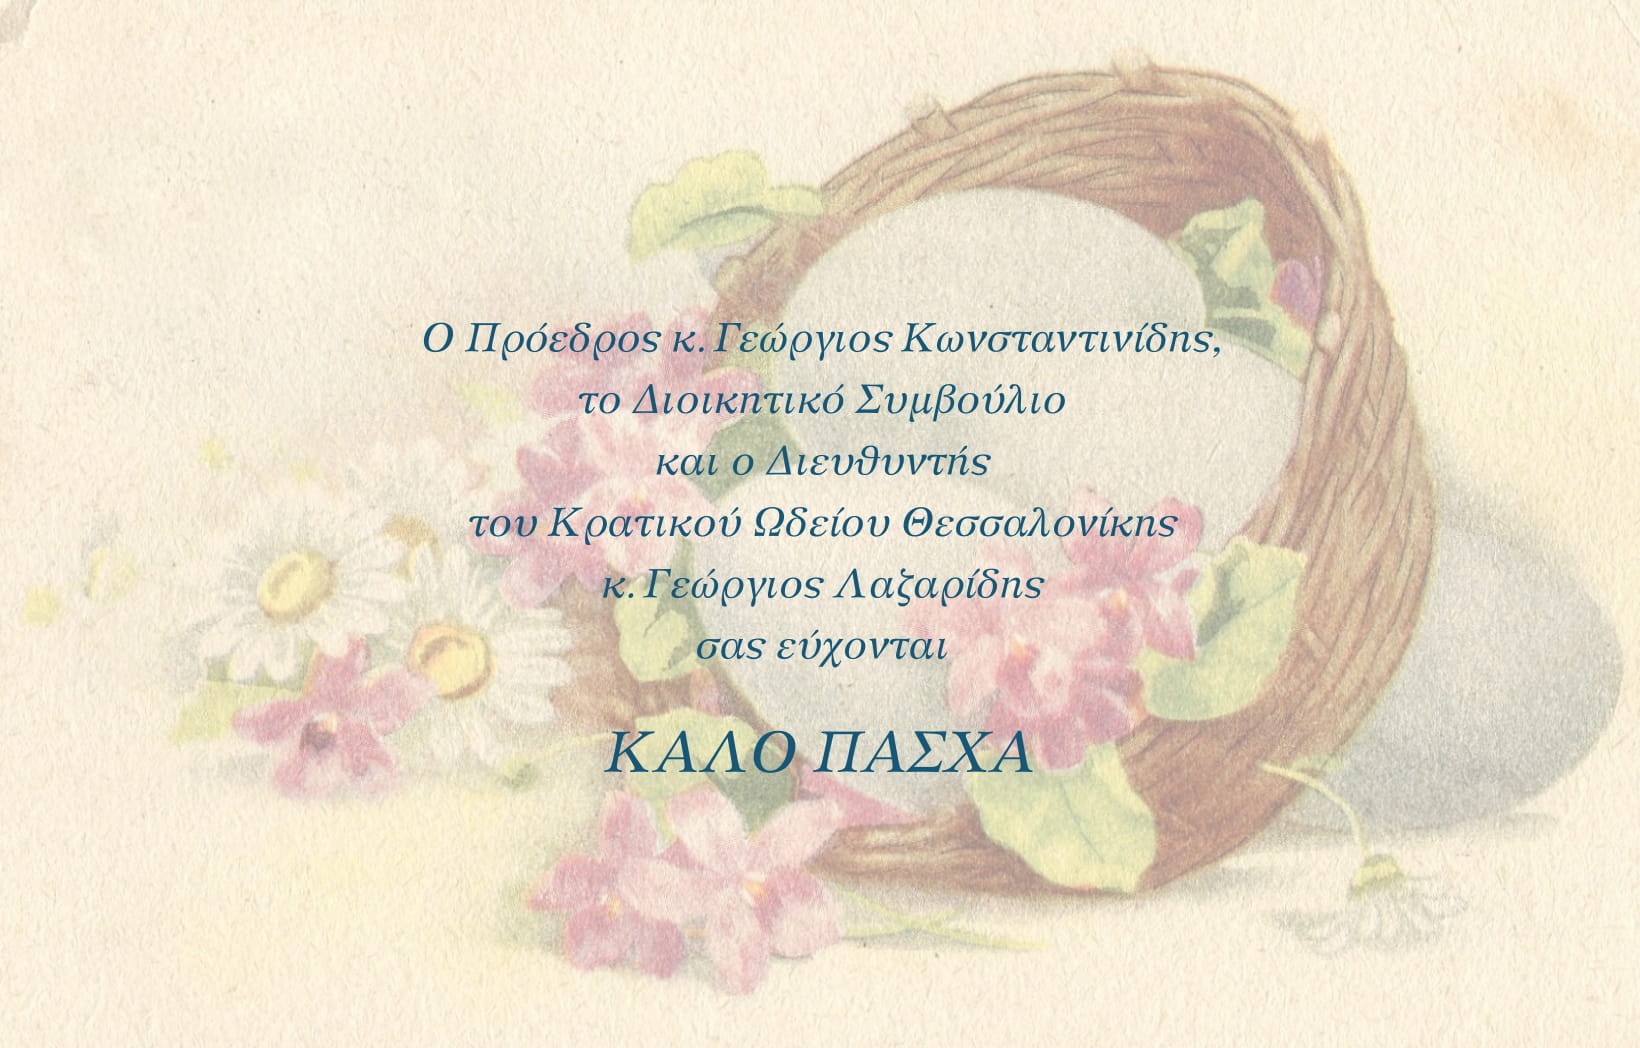 Ο Πρόεδρος κ. Γεώργιος Κωνσταντινίδης,
το Διοικητικό Συμβούλιο
και ο Διευθυντής
του Κρατικού Ωδείου Θεσσαλονίκης
κ. Γεώργιος Λαζαρίδης
σας εύχονται
ΚΑΛΟ ΠΑΣΧΑ